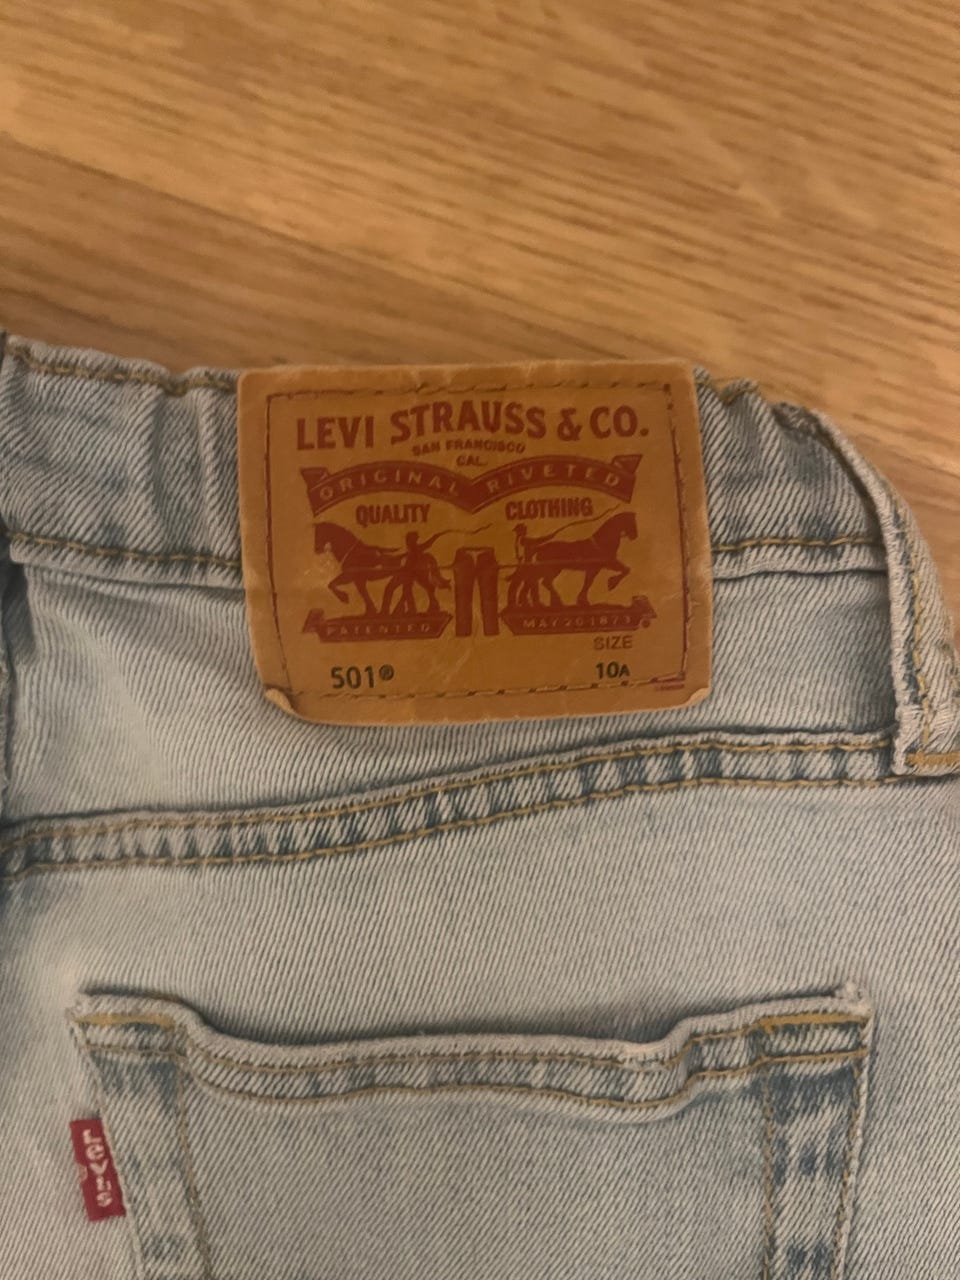 LEVI STRAUSS & CO.
SAN FRANCISCO
CAL.
ORIGINAL RIVETED
QUALITY CLOTHING
PATENTED MAY 20 1873
SIZE
501® 10A
Levi's